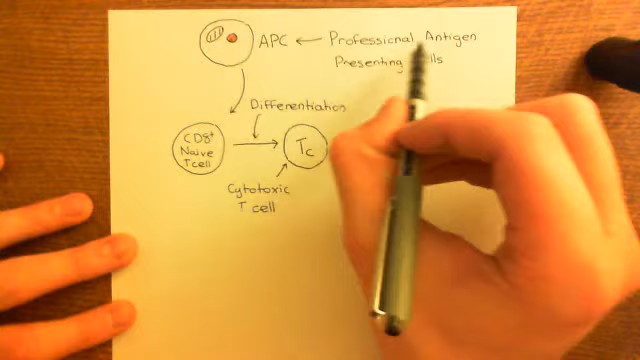 APC
Professional Antigen
Presenting
Differentiation
CD8+
Naive
T cell
Tc
Cytotoxic
T cell